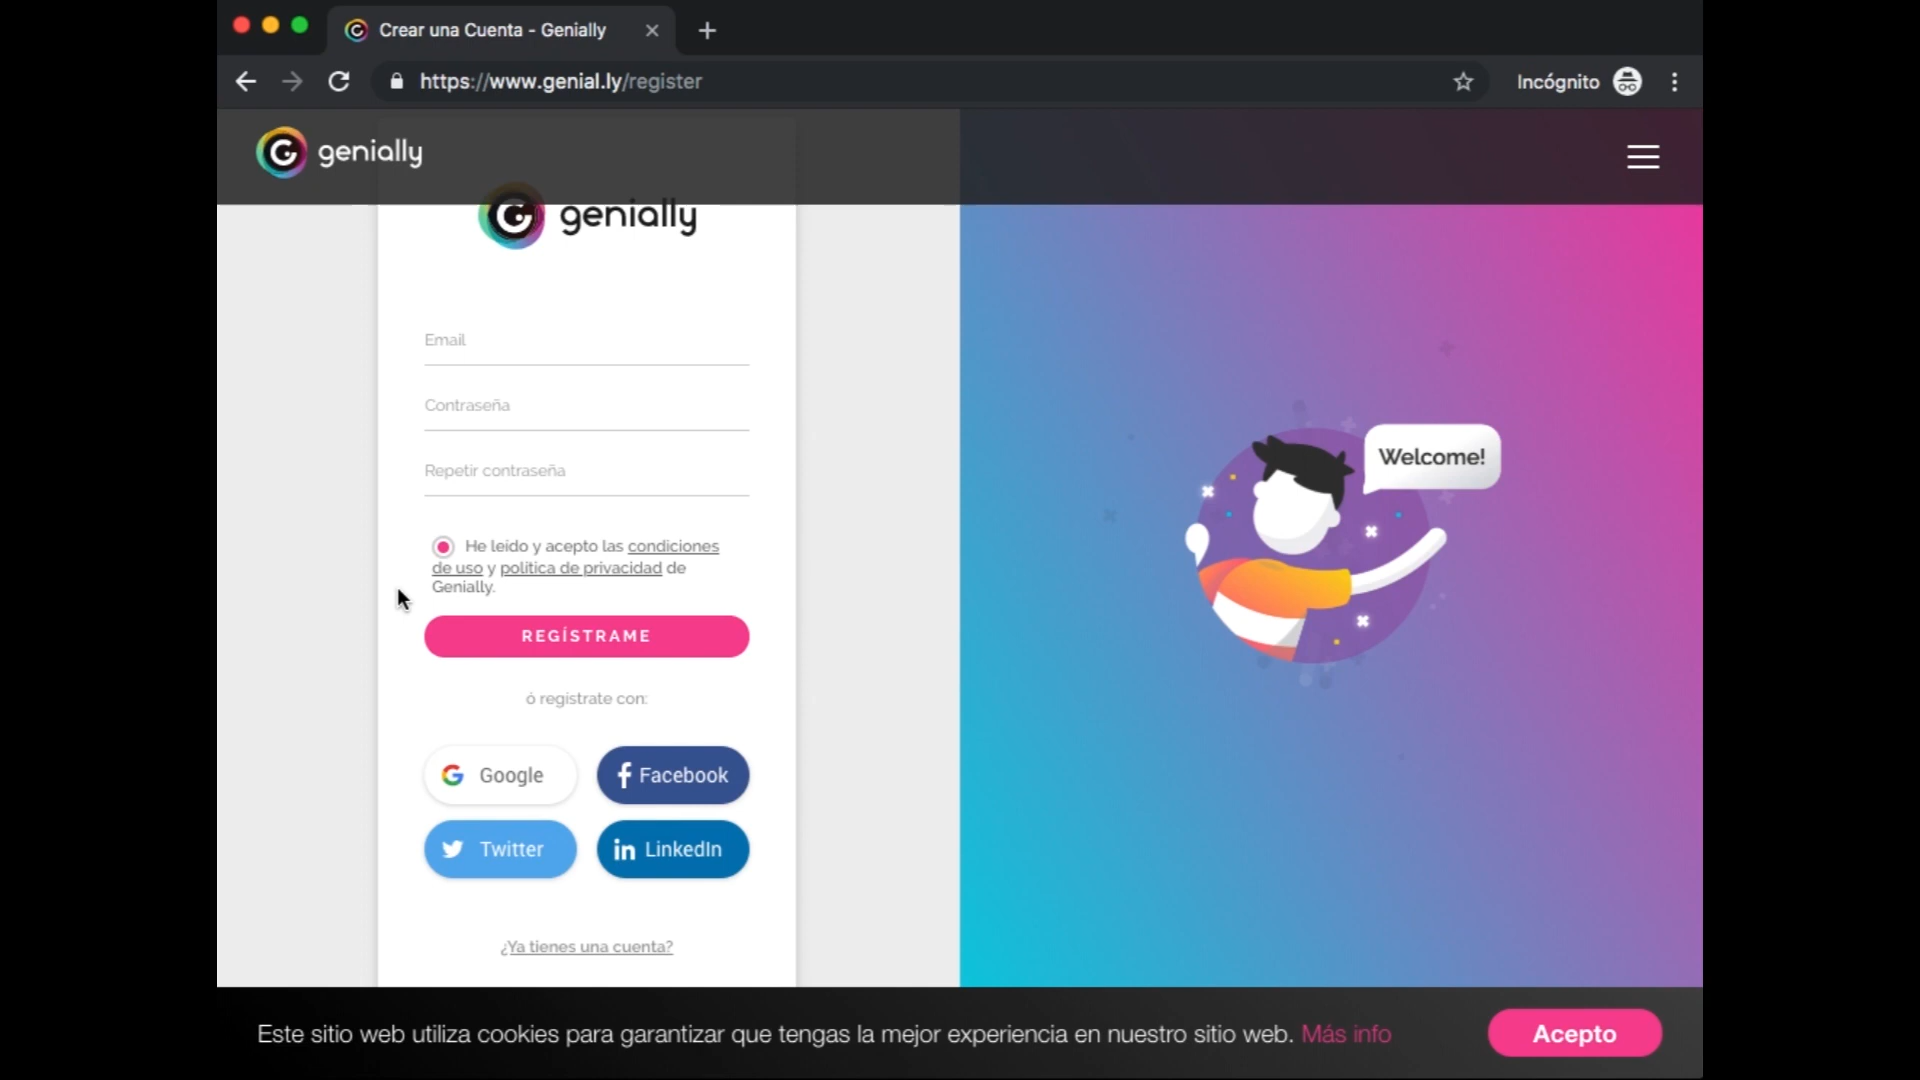 Crear una Cuenta - Genially
https://www.genial.ly/register
Incógnito
genially
genially
Email
Contraseña
Repetir contraseña
He leido y acepto las condiciones
de uso y política de privacidad de
Genially.
REGÍSTRAME
ó registrate con:
Google
Facebook
Twitter
LinkedIn
¿Ya tienes una cuenta?
Welcome!
Este sitio web utiliza cookies para garantizar que tengas la mejor experiencia en nuestro sitio web. Más info
Acepto